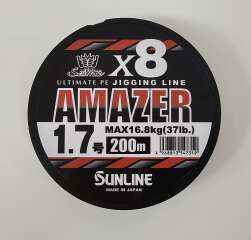 x8
ULTIMATE PE JIGGING LINE
AMAZER
MAX16.8kg(37lb.)
1.7号 200m
SUNLINE
MADE IN JAPAN